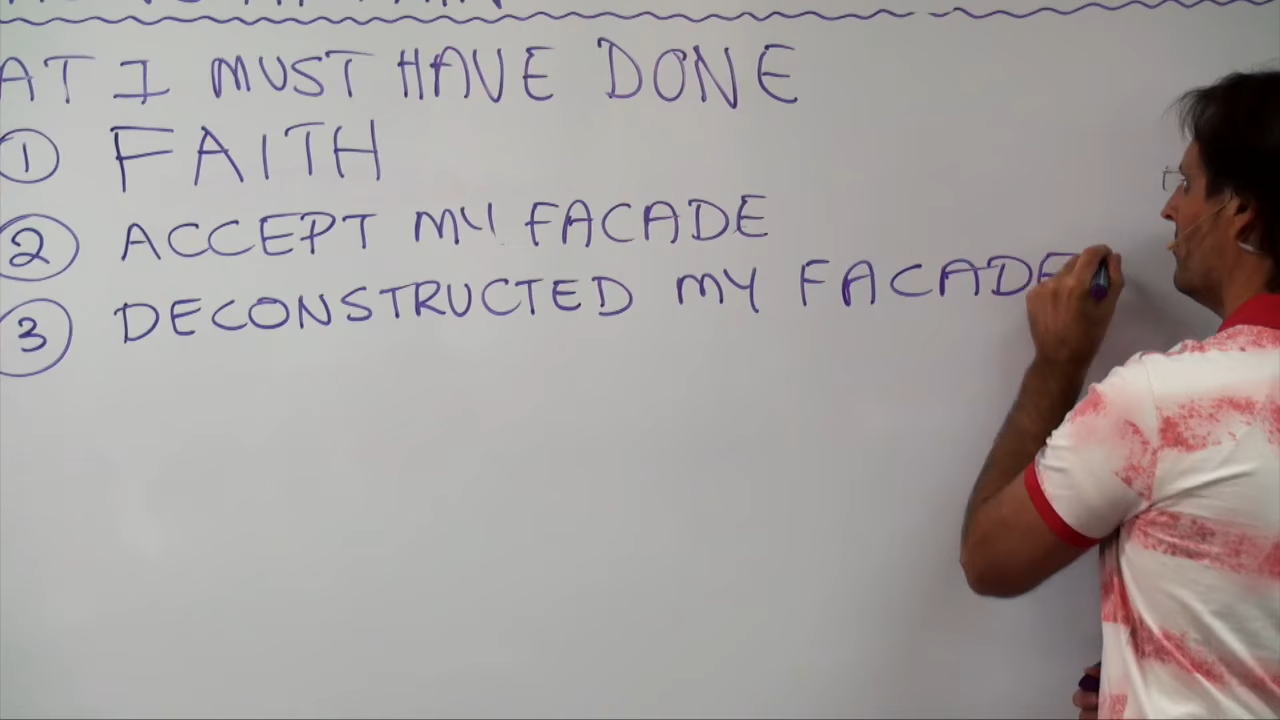 AT I MUST HAVE DONE
1 FAITH
2 ACCEPT MY FACADE
3 DECONSTRUCTED MY FACADE